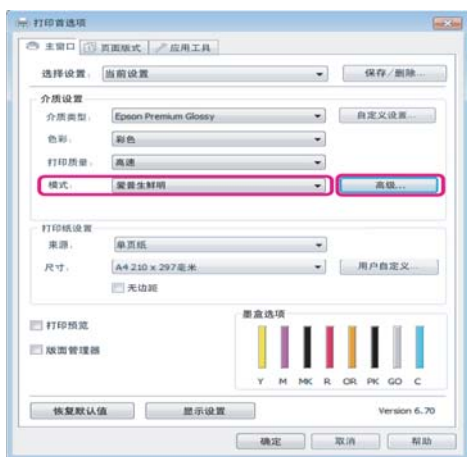 打印首选项
主窗口 页面版式 应用工具
选择设置: 当前设置 保存/删除...
介质设置
介质类型: Epson Premium Glossy 自定义设置...
色彩: 彩色
打印质量: 高速
模式: 爱普生鲜明 高级...
打印纸设置
来源: 单页纸
尺寸: A4 210 x 297毫米 用户自定义...
无边距
打印预览
版面管理器
墨盒选项
Y M MK R OR PK GO C
恢复默认值 显示设置 Version 6.70
确定 取消 帮助